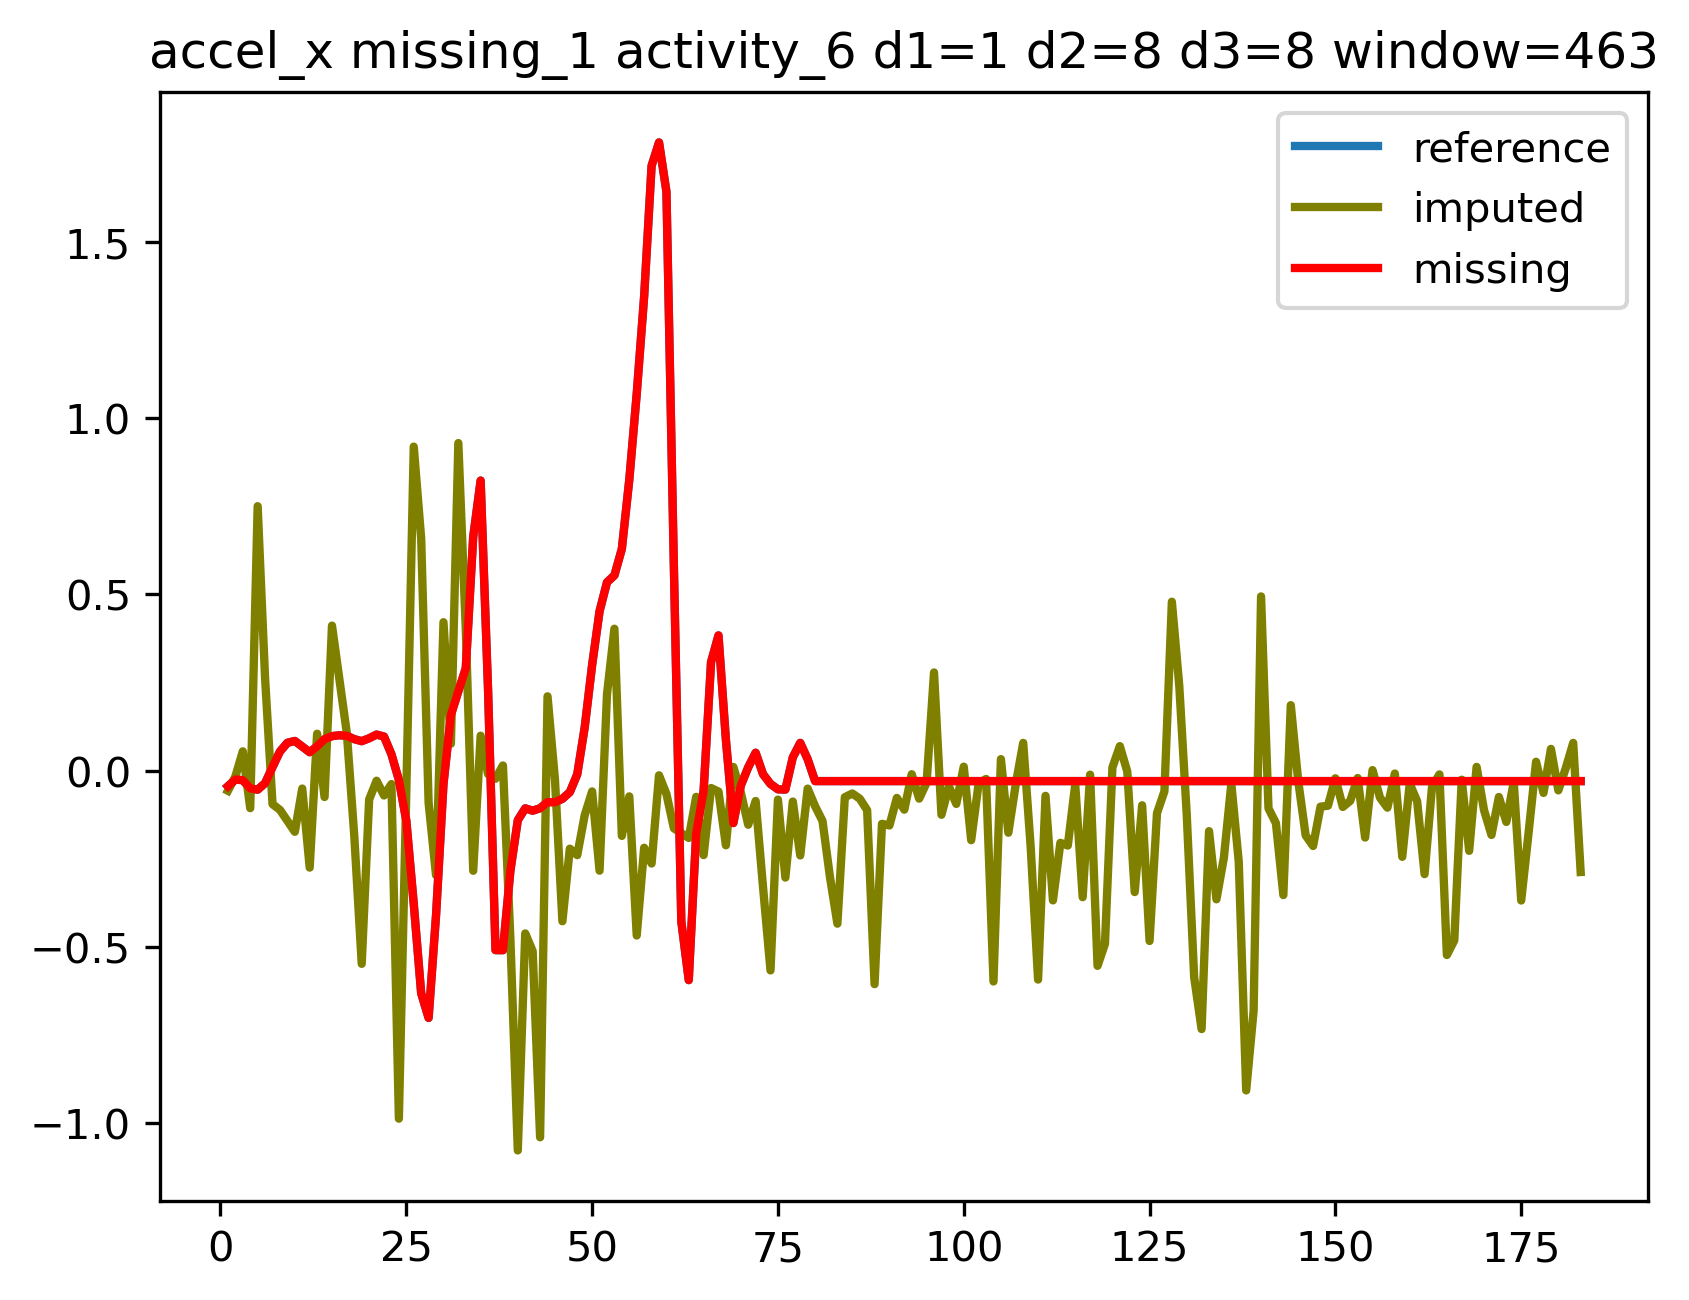 accel_x missing_1 activity_6 d1=1 d2=8 d3=8 window=463
reference
imputed
missing
1.5
1.0
0.5
0.0
−0.5
−1.0
0 25 50 75 100 125 150 175